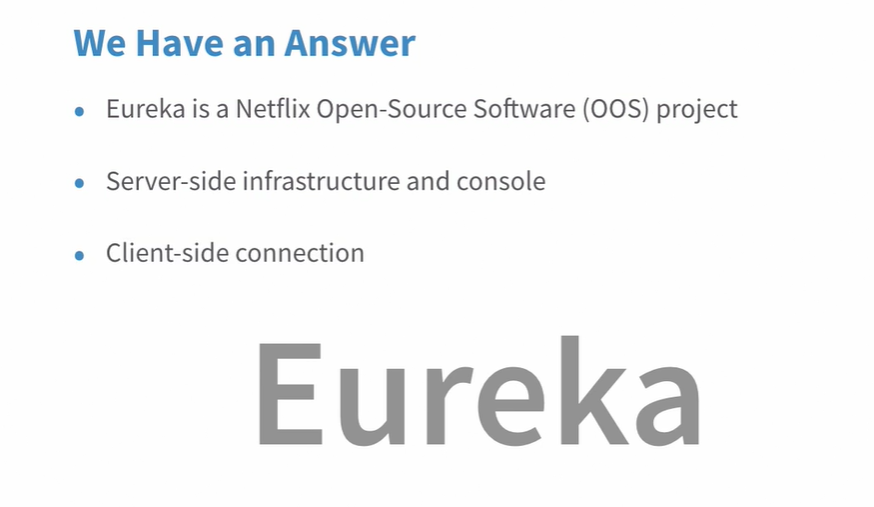 We Have an Answer
• Eureka is a Netflix Open-Source Software (OOS) project
• Server-side infrastructure and console
• Client-side connection
Eureka